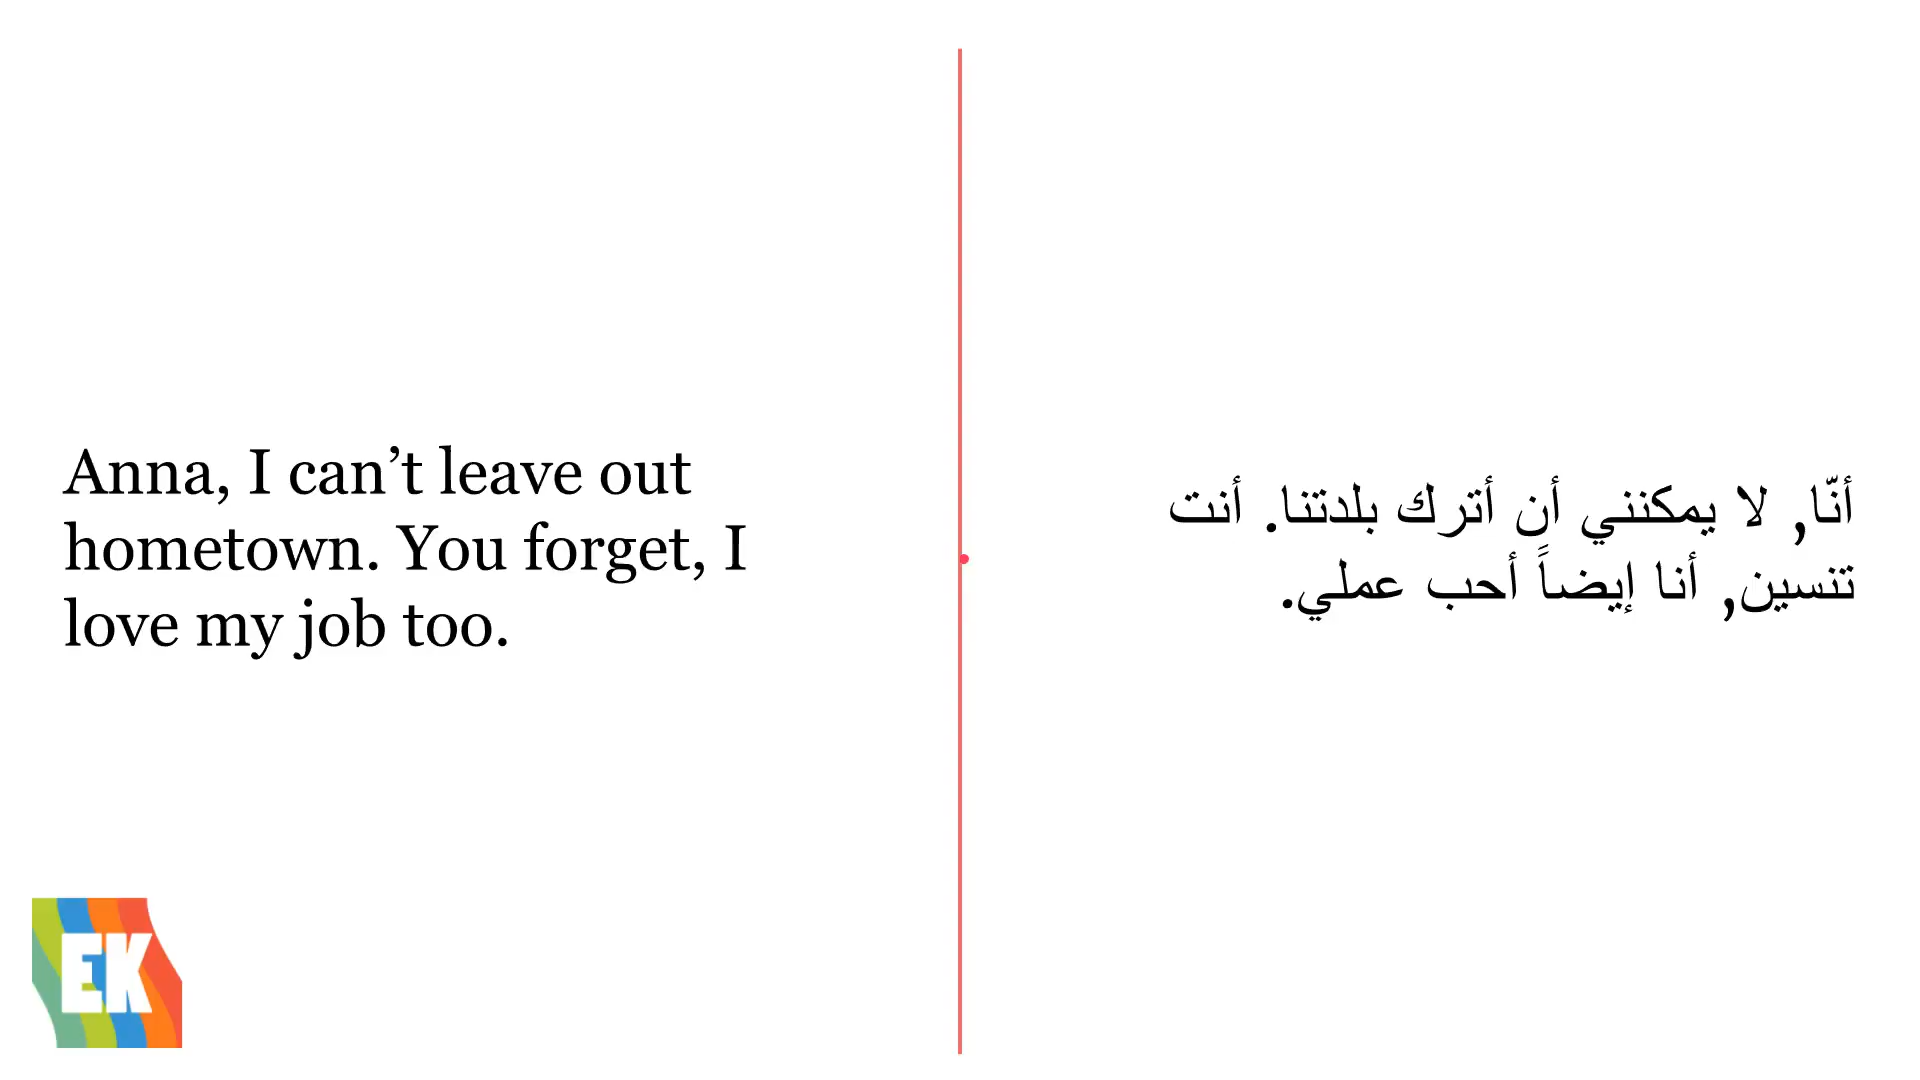 Anna, I can’t leave out
hometown. You forget, I
love my job too.
أنّا, لا يمكنني أن أترك بلدتنا. أنت
تنسين, أنا إيضاً أحب عملي.
EK